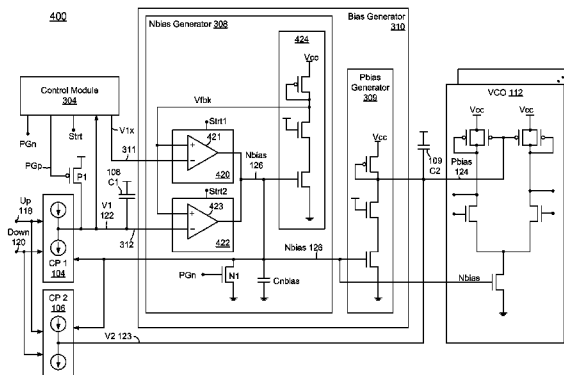 400
Nbias Generator 308
Bias Generator
310
424
Vcc
Control Module
304
Vfbk
Pbias
Generator
309
VCO 112
Vcc
Vcc
PGn
Strt
V1x
311
Strt1
421
420
Nbias
126
Vcc
109
C2
Pbias
124
PGp
P1
108
C1
Strt2
423
422
Up
118
V1
122
312
Down
120
CP 1
104
Nbias 126
PGn
N1
Cnbias
Nbias
CP 2
106
V2 123